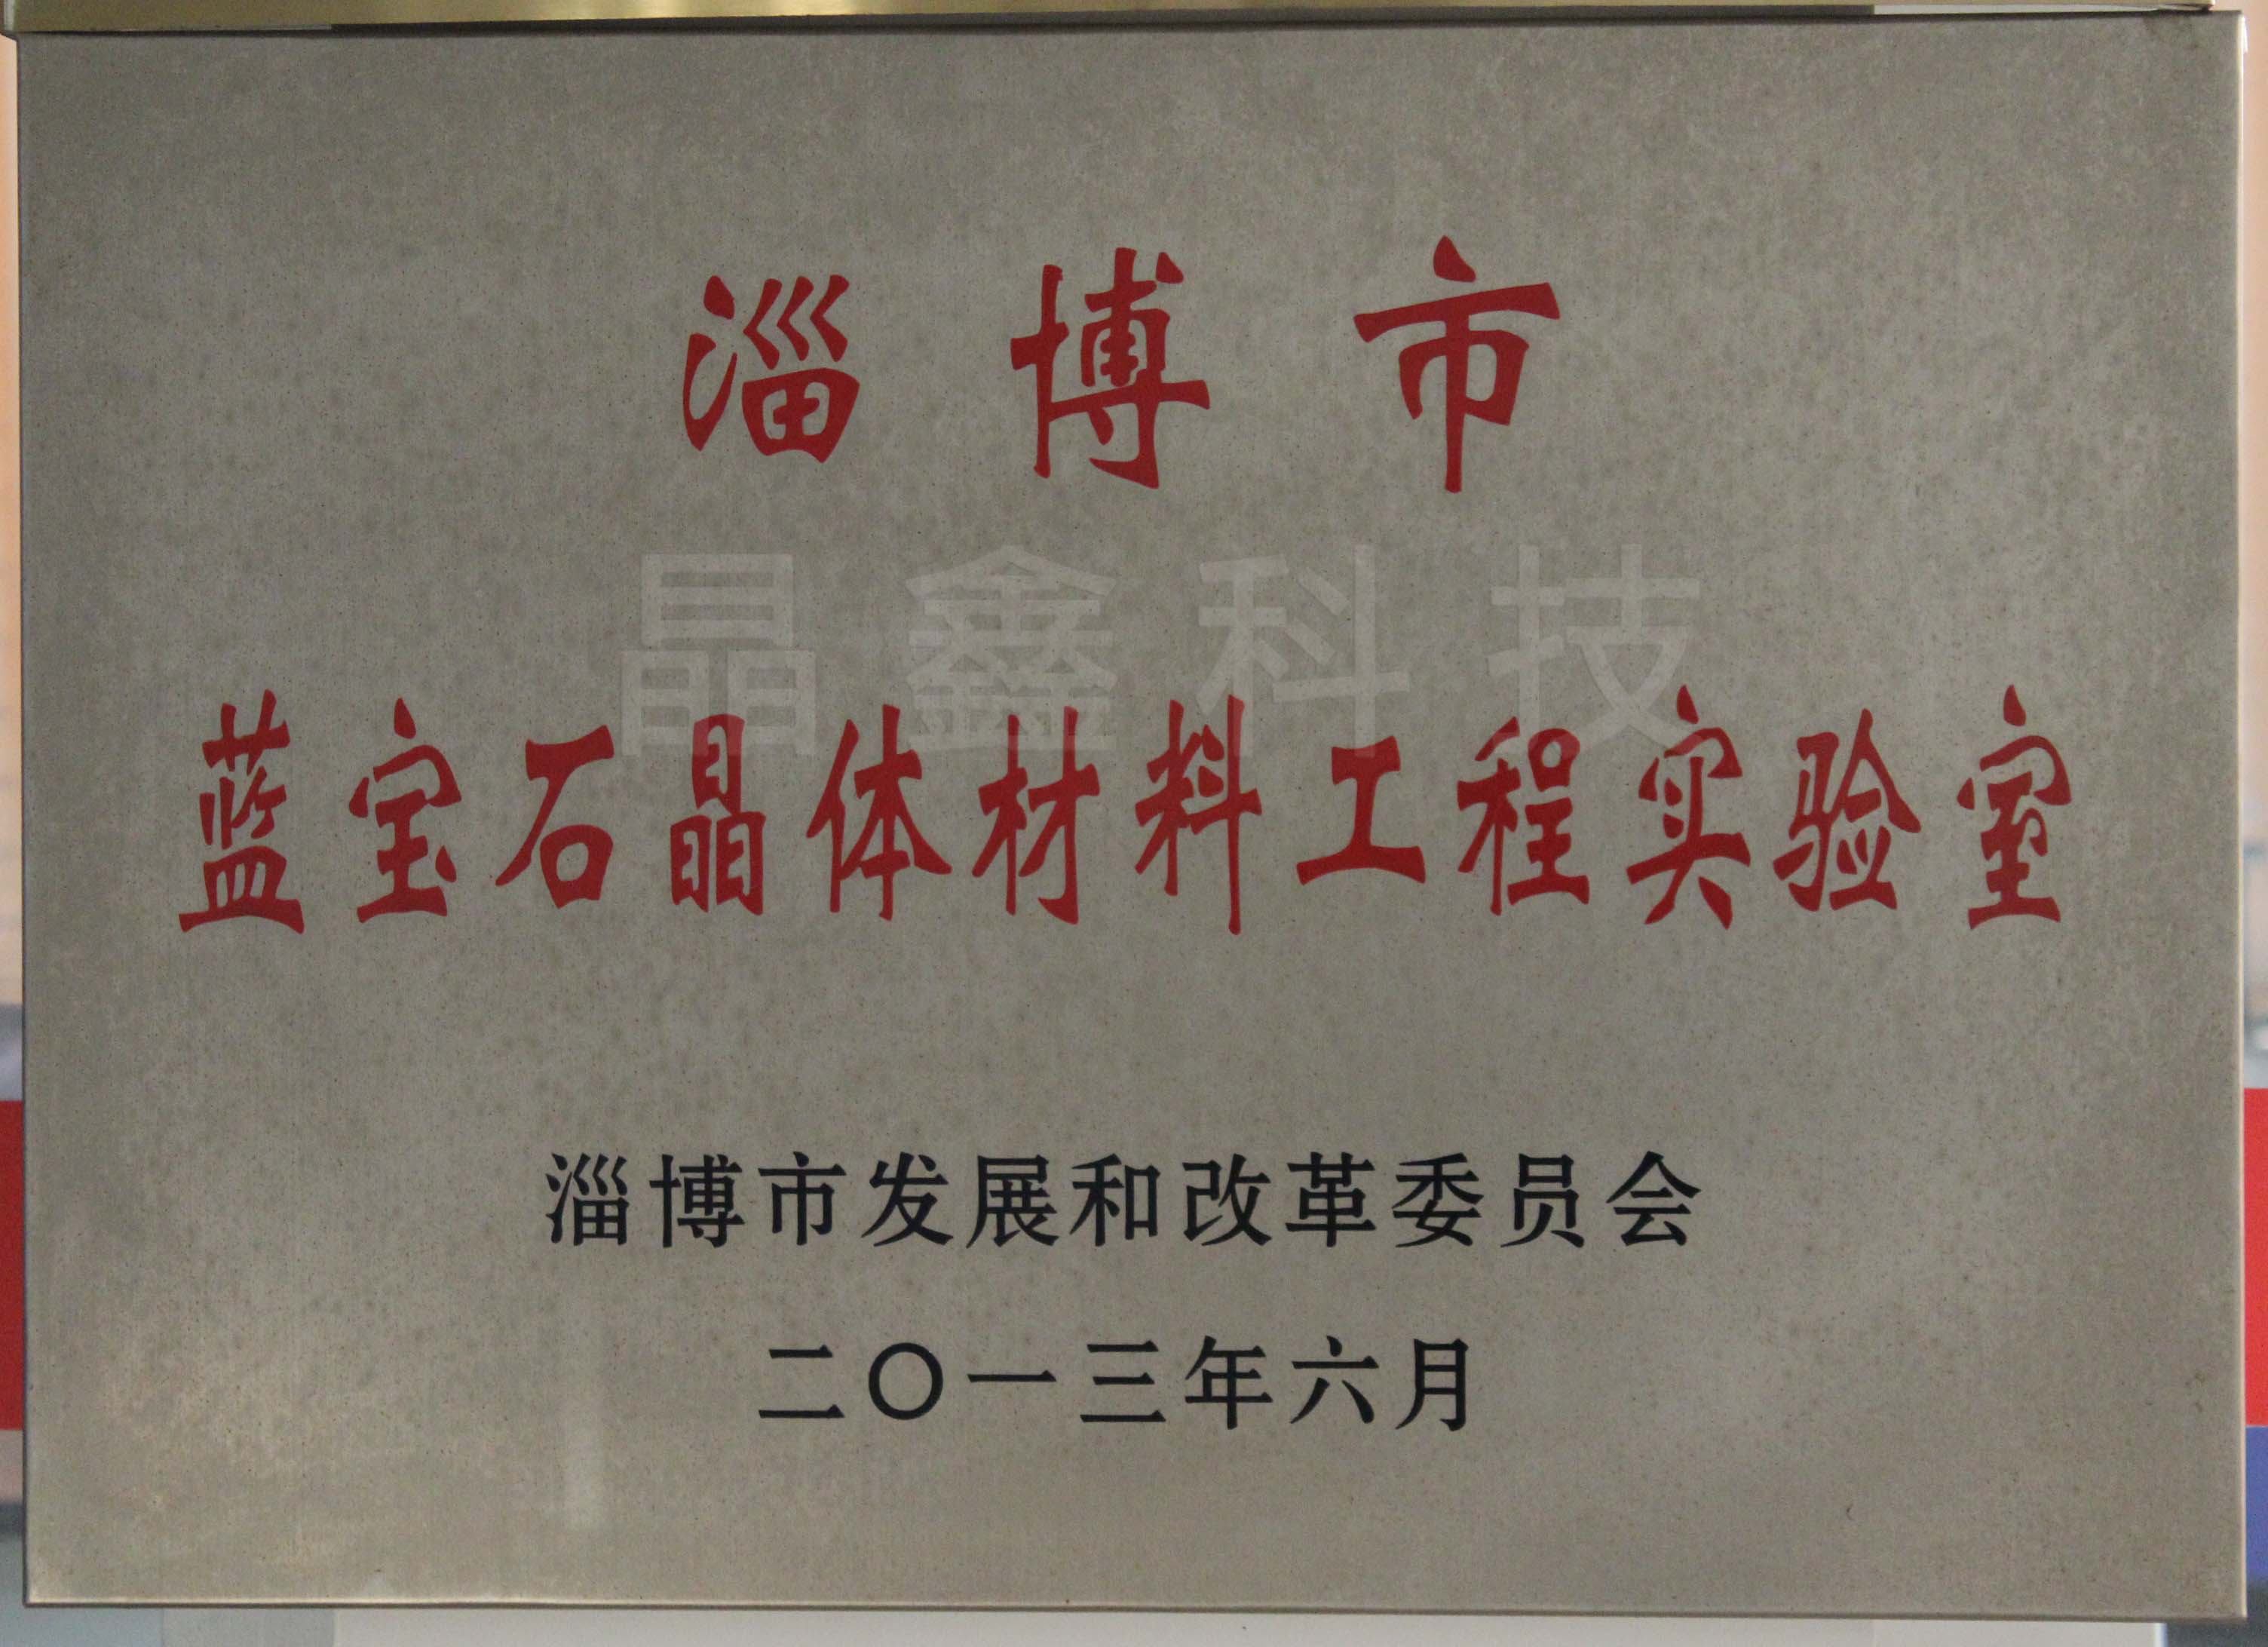 淄博市
晶鑫科技
蓝宝石晶体材料工程实验室
淄博市发展和改革委员会
二〇一三年六月